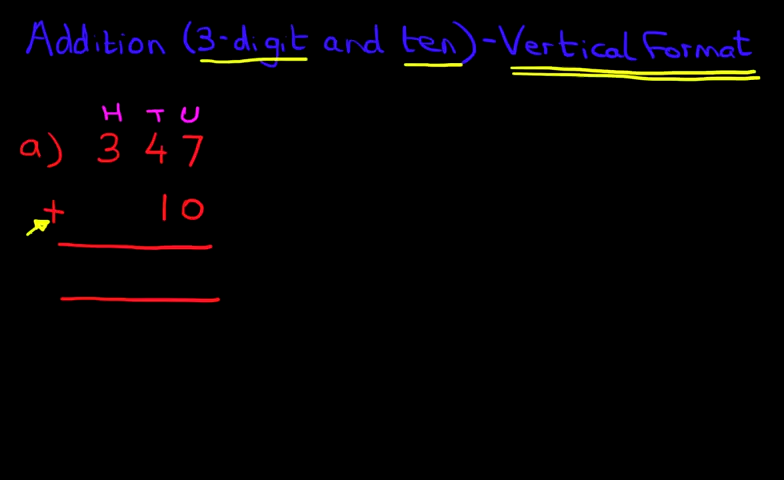 Addition (3-digit and ten) - Vertical Format
H T U
a) 3 4 7
+ 1 0